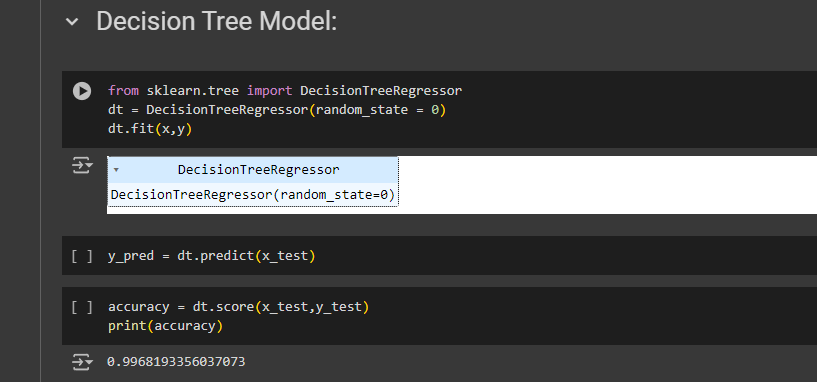 Decision Tree Model:
from sklearn.tree import DecisionTreeRegressor
dt = DecisionTreeRegressor(random_state = 0)
dt.fit(x,y)
DecisionTreeRegressor
DecisionTreeRegressor(random_state=0)
[ ] y_pred = dt.predict(x_test)
[ ] accuracy = dt.score(x_test,y_test)
print(accuracy)
0.9968193356037073